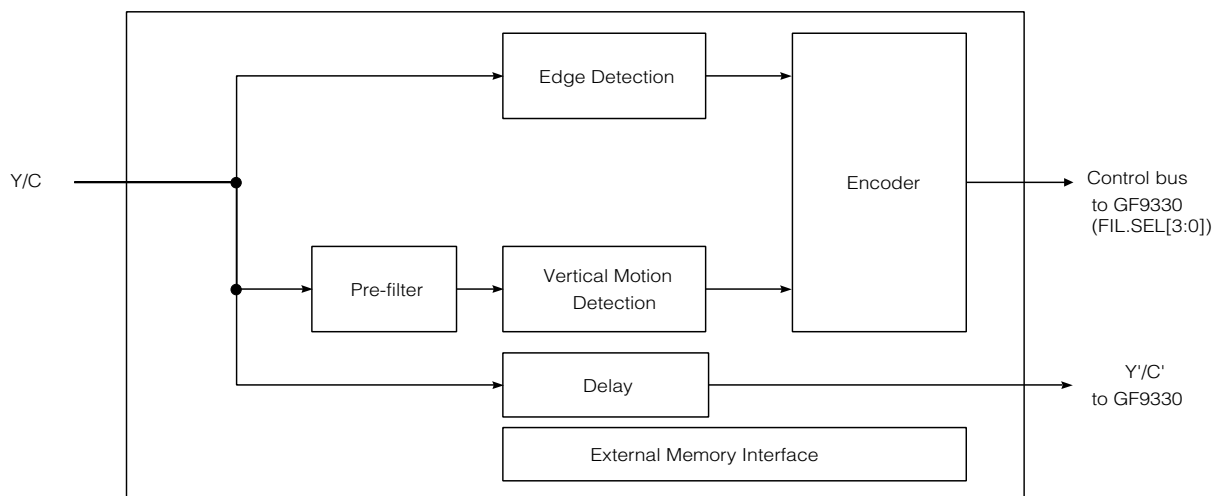 Edge Detection
Y/C
Encoder
Control bus
to GF9330
(FIL.SEL[3:0])
Pre-filter
Vertical Motion
Detection
Delay
Y'/C'
to GF9330
External Memory Interface